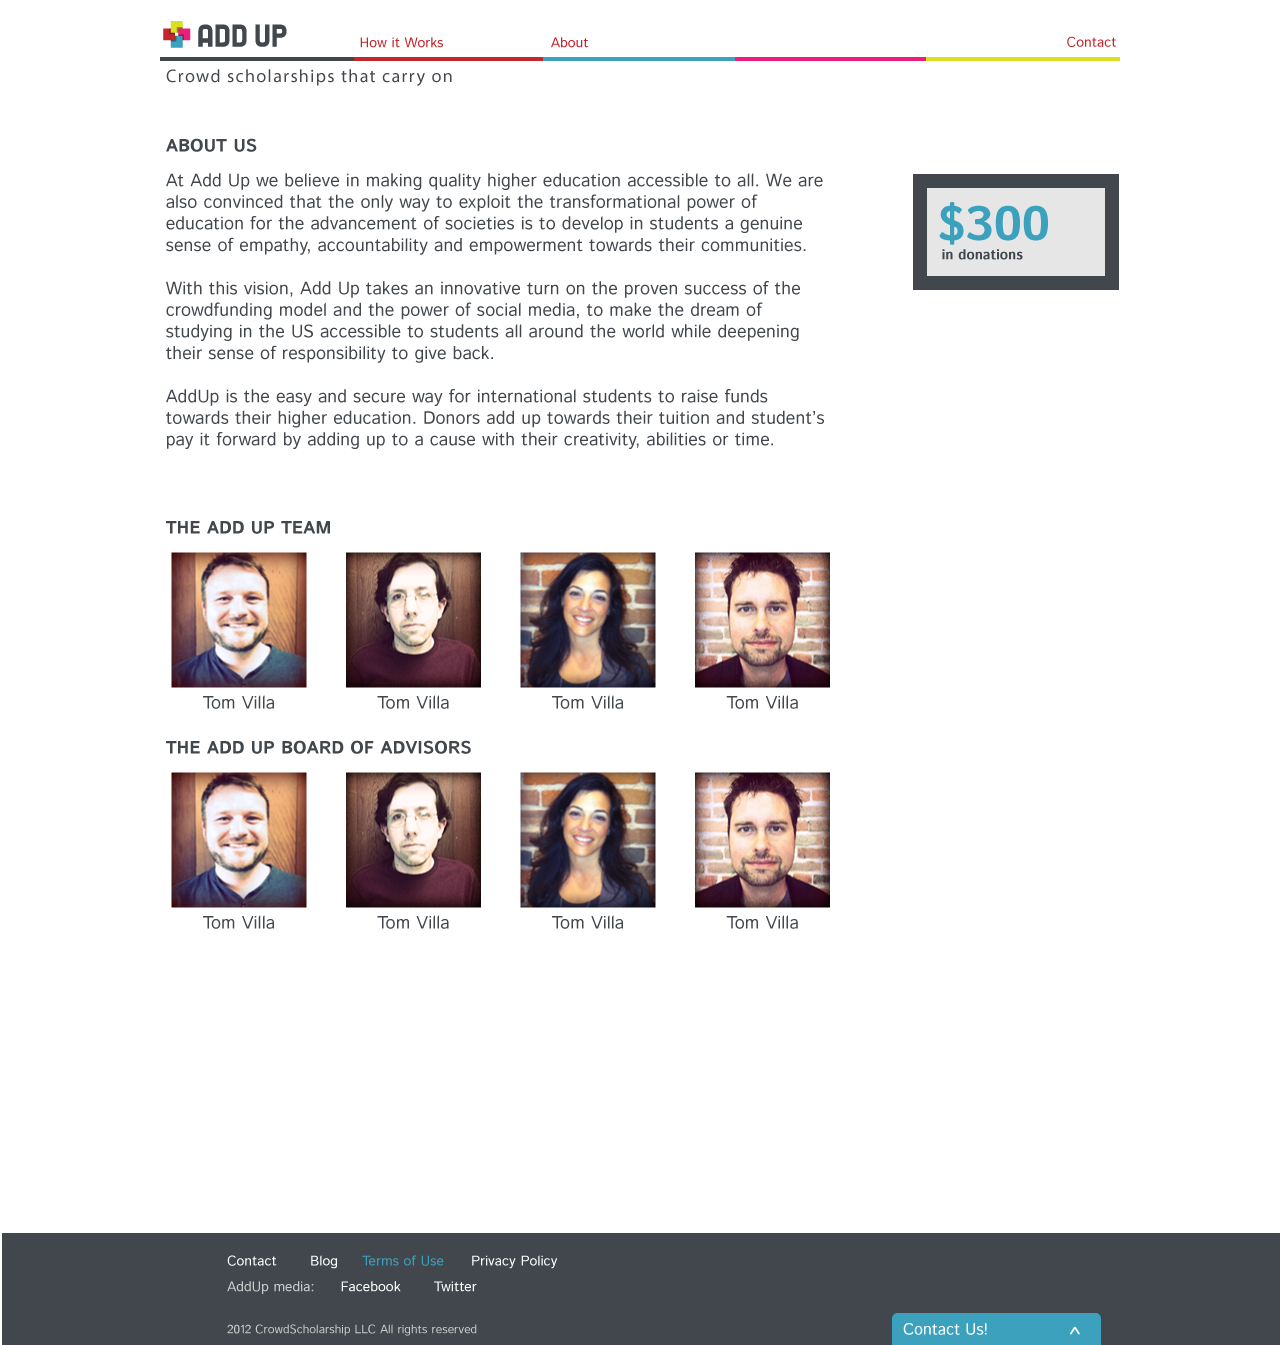 ADD UP
How it Works
About
Contact
Crowd scholarships that carry on
ABOUT US
At Add Up we believe in making quality higher education accessible to all. We are
also convinced that the only way to exploit the transformational power of
education for the advancement of societies is to develop in students a genuine
sense of empathy, accountability and empowerment towards their communities.
With this vision, Add Up takes an innovative turn on the proven success of the
crowdfunding model and the power of social media, to make the dream of
studying in the US accessible to students all around the world while deepening
their sense of responsibility to give back.
AddUp is the easy and secure way for international students to raise funds
towards their higher education. Donors add up towards their tuition and student’s
pay it forward by adding up to a cause with their creativity, abilities or time.
$300
in donations
THE ADD UP TEAM
Tom Villa
Tom Villa
Tom Villa
Tom Villa
THE ADD UP BOARD OF ADVISORS
Tom Villa
Tom Villa
Tom Villa
Tom Villa
Contact
Blog
Terms of Use
Privacy Policy
AddUp media:
Facebook
Twitter
2012 CrowdScholarship LLC All rights reserved
Contact Us!